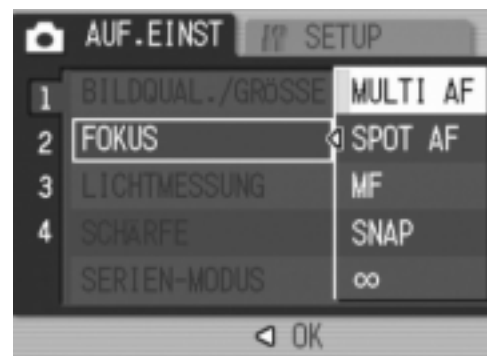 AUF.EINST SETUP
1 BILDQUAL./GRÖSSE MULTI AF
2 FOKUS SPOT AF
3 LICHTMESSUNG MF
4 SCHÄRFE SNAP
SERIEN-MODUS ∞
OK